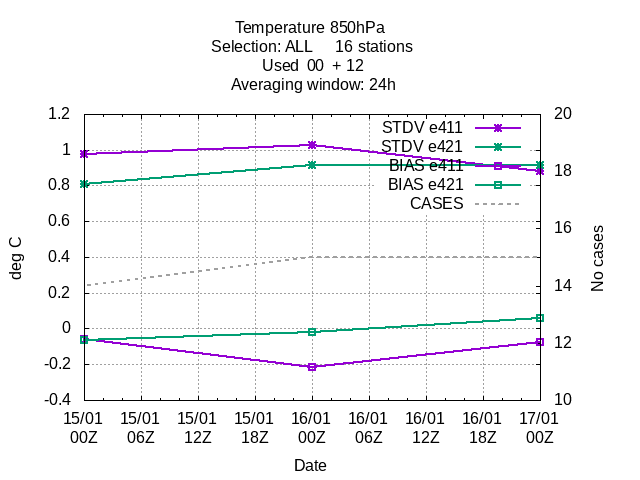 Temperature 850hPa
Selection: ALL     16 stations
Used  00  + 12
Averaging window: 24h
1.2
1
0.8
0.6
0.4
0.2
0
-0.2
-0.4
deg C
20
18
16
14
12
10
No cases
STDV e411
STDV e421
BIAS e411
BIAS e421
CASES
15/01 15/01 15/01 15/01 16/01 16/01 16/01 16/01 17/01
00Z 06Z 12Z 18Z 00Z 06Z 12Z 18Z 00Z
Date